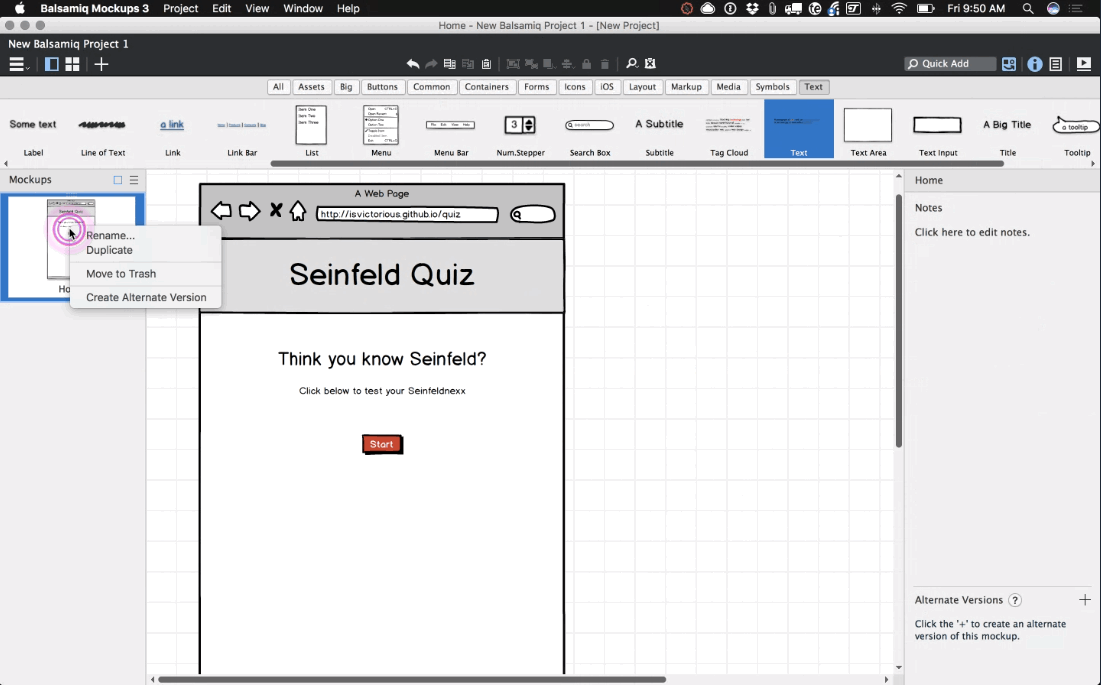 Balsamiq Mockups 3 Project Edit View Window Help Fri 9:50 AM
Home - New Balsamiq Project 1 - [New Project]
New Balsamiq Project 1
Quick Add
All Assets Big Buttons Common Containers Forms Icons iOS Layout Markup Media Symbols Text
Some text a link 3 search A Subtitle A Big Title a tooltip
Label Line of Text Link Link Bar List Menu Menu Bar Num.Stepper Search Box Subtitle Tag Cloud Text Text Area Text Input Title Tooltip
Mockups
Home
Notes
Click here to edit notes.
Rename...
Duplicate
Move to Trash
Create Alternate Version
Ho
A Web Page
http://isvictorious.github.io/quiz
Seinfeld Quiz
Think you know Seinfeld?
Click below to test your Seinfeldnexx
Start
Alternate Versions ?
Click the '+' to create an alternate
version of this mockup.